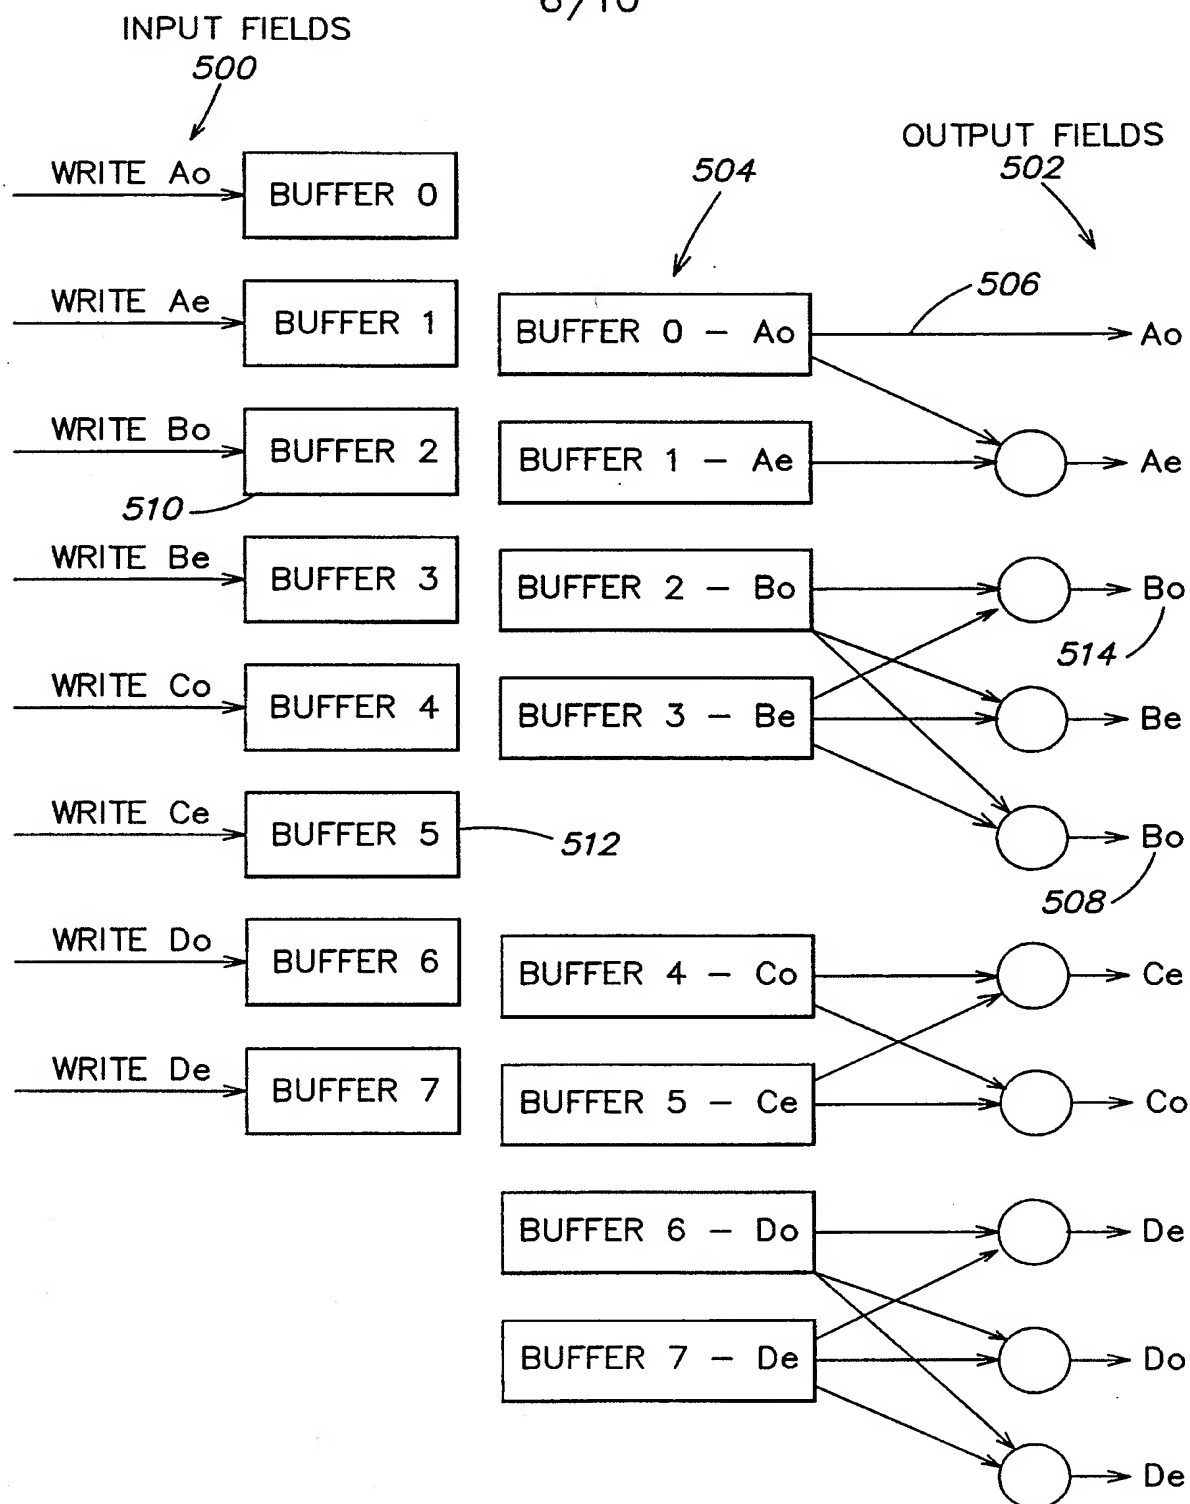 6/10
INPUT FIELDS
500
OUTPUT FIELDS
502
504
WRITE Ao
BUFFER 0
WRITE Ae
BUFFER 1
BUFFER 0 – Ao
506
Ao
WRITE Bo
BUFFER 2
510
BUFFER 1 – Ae
Ae
WRITE Be
BUFFER 3
BUFFER 2 – Bo
Bo
514
WRITE Co
BUFFER 4
BUFFER 3 – Be
Be
WRITE Ce
BUFFER 5
512
Bo
508
WRITE Do
BUFFER 6
BUFFER 4 – Co
Ce
WRITE De
BUFFER 7
BUFFER 5 – Ce
Co
BUFFER 6 – Do
De
BUFFER 7 – De
Do
De